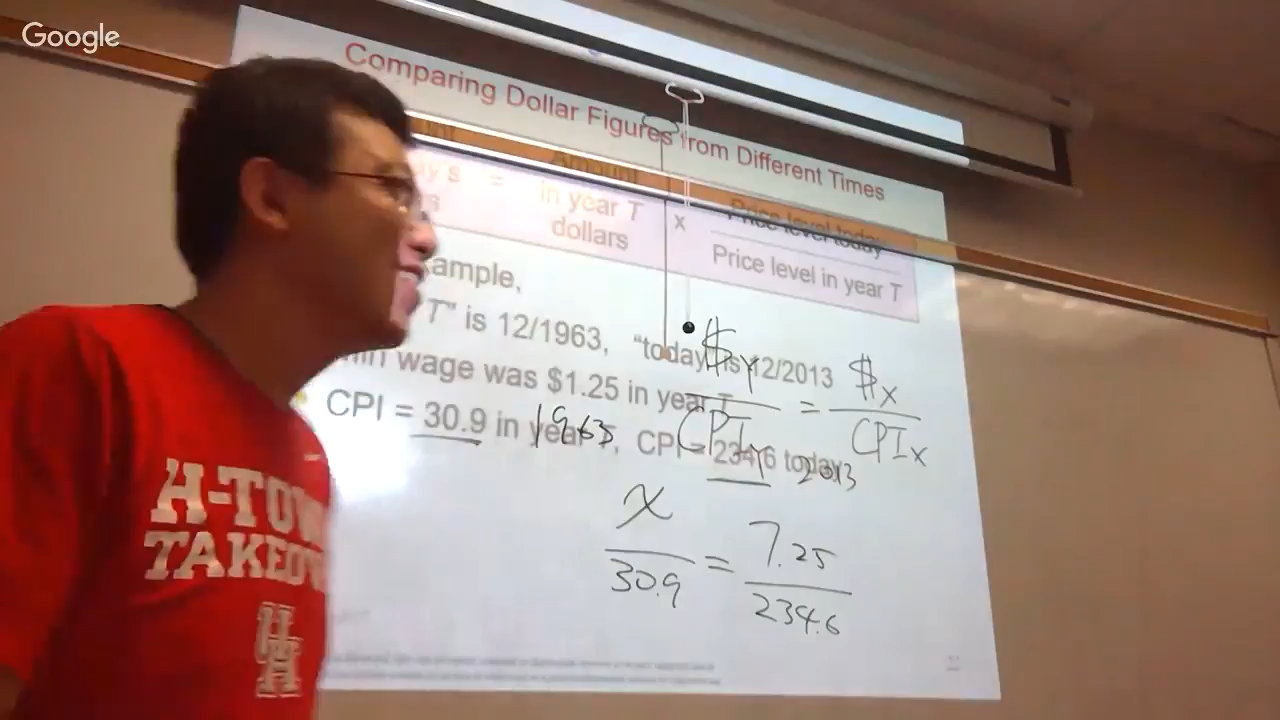 Google
Comparing Dollar Figures from Different Times
Amount
in year T
dollars
=
x
Price level today
Price level in year T
ample,
T" is 12/1963, "today" is 12/2013
min wage was $1.25 in year T
CPI = 30.9 in year 1963, CPI = 234.6 today 2013
$Y / CPIY = $X / CPIX
x / 30.9 = 7.25 / 234.6
H-TOW
TAKEOV
UH